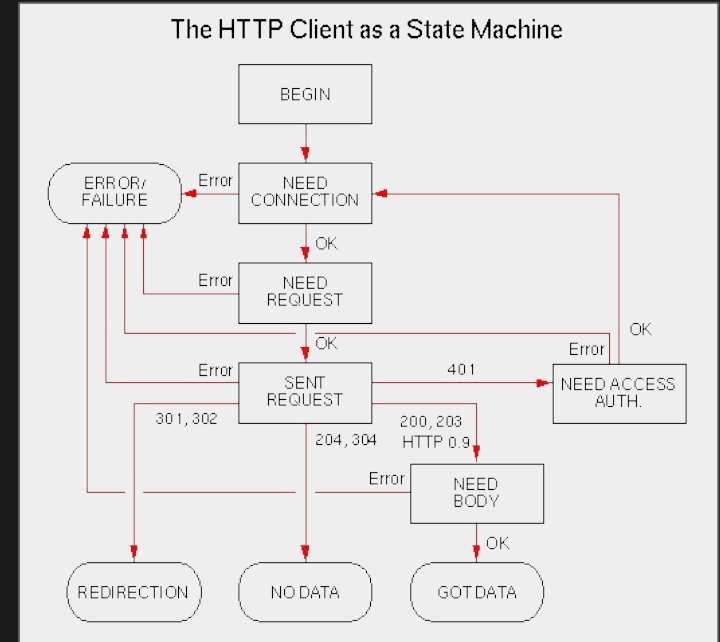 The HTTP Client as a State Machine
BEGIN
ERROR/
FAILURE
Error
NEED
CONNECTION
OK
Error
NEED
REQUEST
OK
OK
Error
Error
SENT
REQUEST
401
NEED ACCESS
AUTH.
301, 302
204, 304
200, 203
HTTP 0.9
Error
NEED
BODY
OK
REDIRECTION
NO DATA
GOT DATA